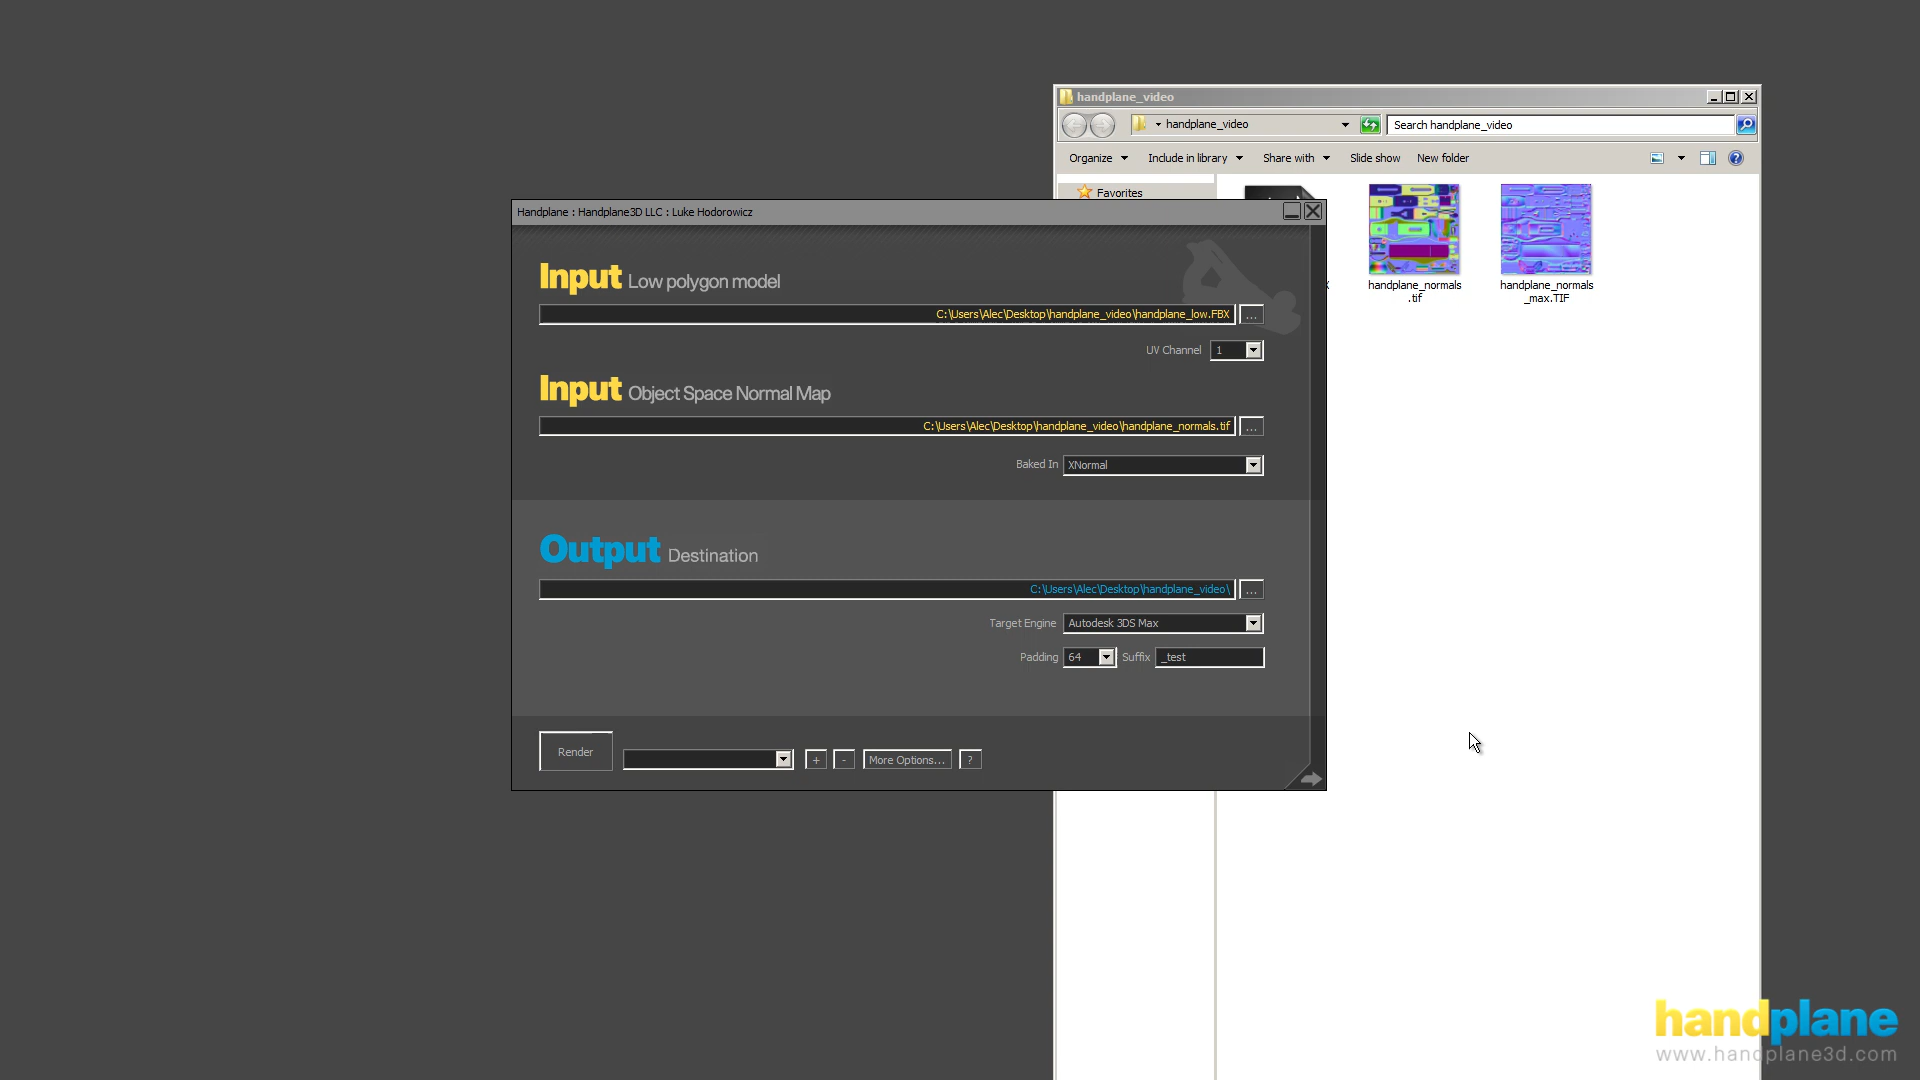 handplane_video
handplane_video
Search handplane_video
Organize
Include in library
Share with
Slide show
New folder
Favorites
handplane_normals
.tif
handplane_normals
_max.TIF
Handplane : Handplane3D LLC : Luke Hodorowicz
Input Low polygon model
C:\Users\Alec\Desktop\handplane_video\handplane_low.FBX
...
UV Channel 1
Input Object Space Normal Map
C:\Users\Alec\Desktop\handplane_video\handplane_normals.tif
...
Baked In XNormal
Output Destination
C:\Users\Alec\Desktop\handplane_video\
...
Target Engine Autodesk 3DS Max
Padding 64 Suffix _test
Render
+
-
More Options...
?
handplane
www.handplane3d.com